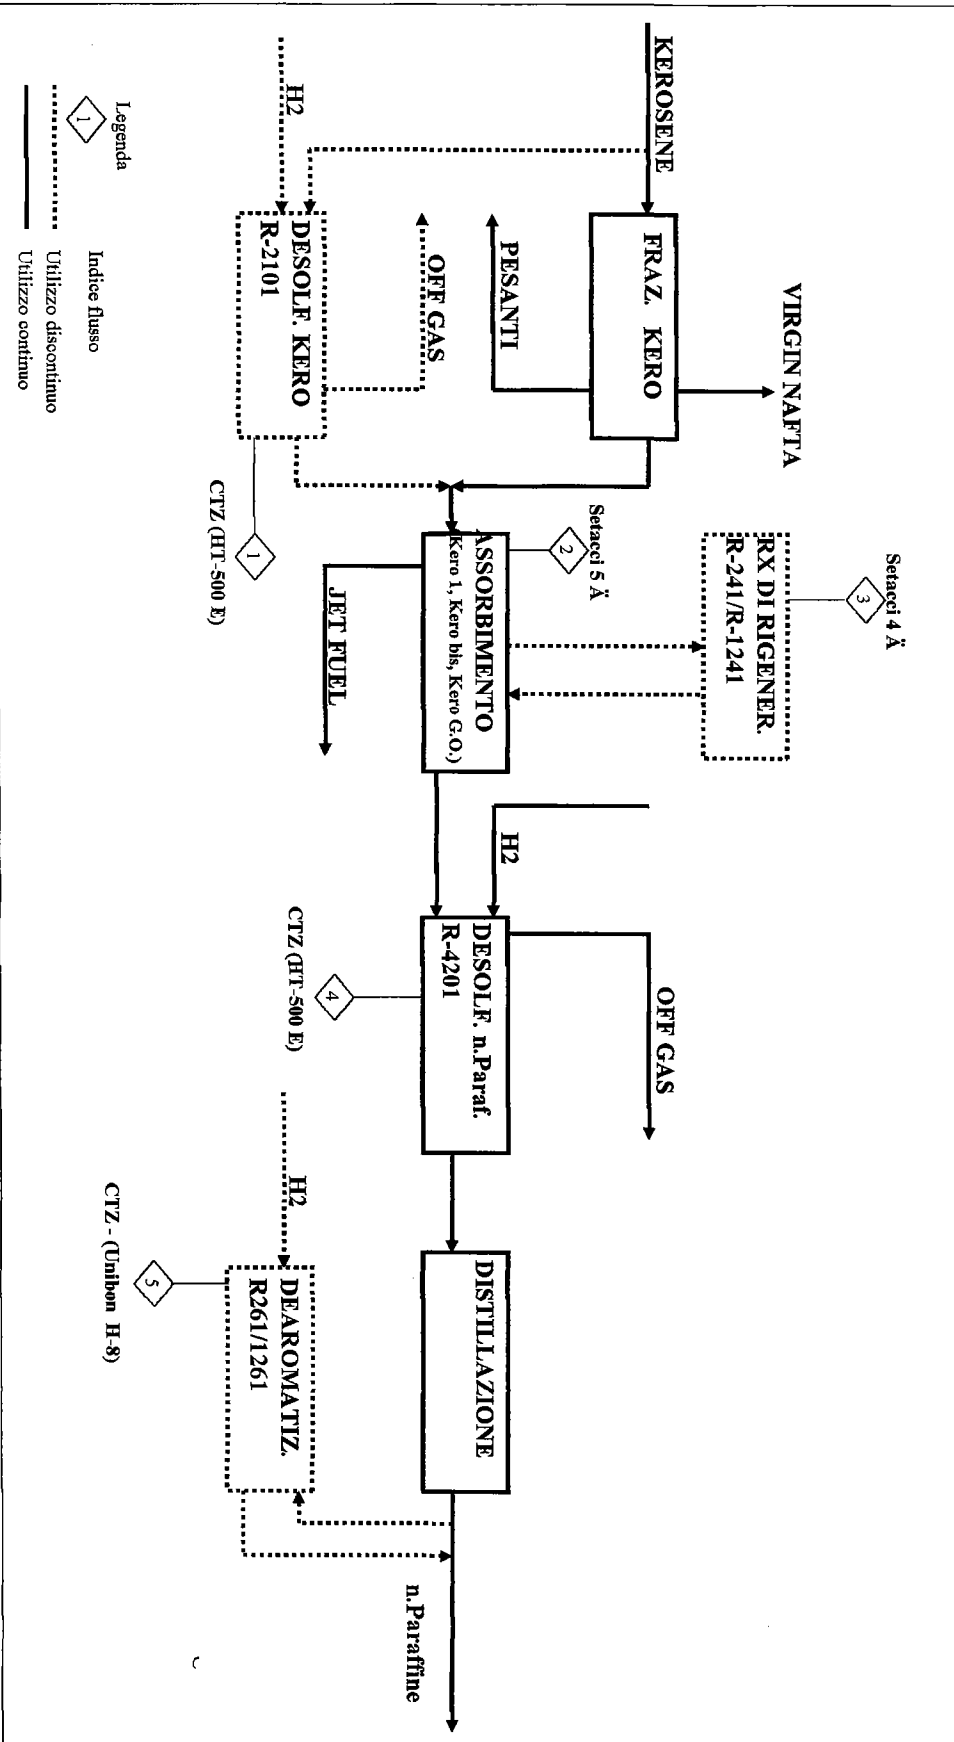 VIRGIN NAFTA
KEROSENE
FRAZ. KERO
PESANTI
OFF GAS
H2
DESOLF. KERO
R-2101
1
CTZ (HT-500 E)
Setacci 4 Ä
3
RX DI RIGENER.
R-241/R-1241
Setacci 5 Ä
2
ASSORBIMENTO
(Kero 1, Kero bis, Kero G.O.)
JET FUEL
OFF GAS
H2
DESOLF. n.Paraf.
R-4201
4
CTZ (HT-500 E)
DISTILLAZIONE
H2
DEAROMATIZ.
R261/1261
5
CTZ - (Unibon H-8)
n.Paraffine
Legenda
1
Indice flusso
Utilizzo discontinuo
Utilizzo continuo